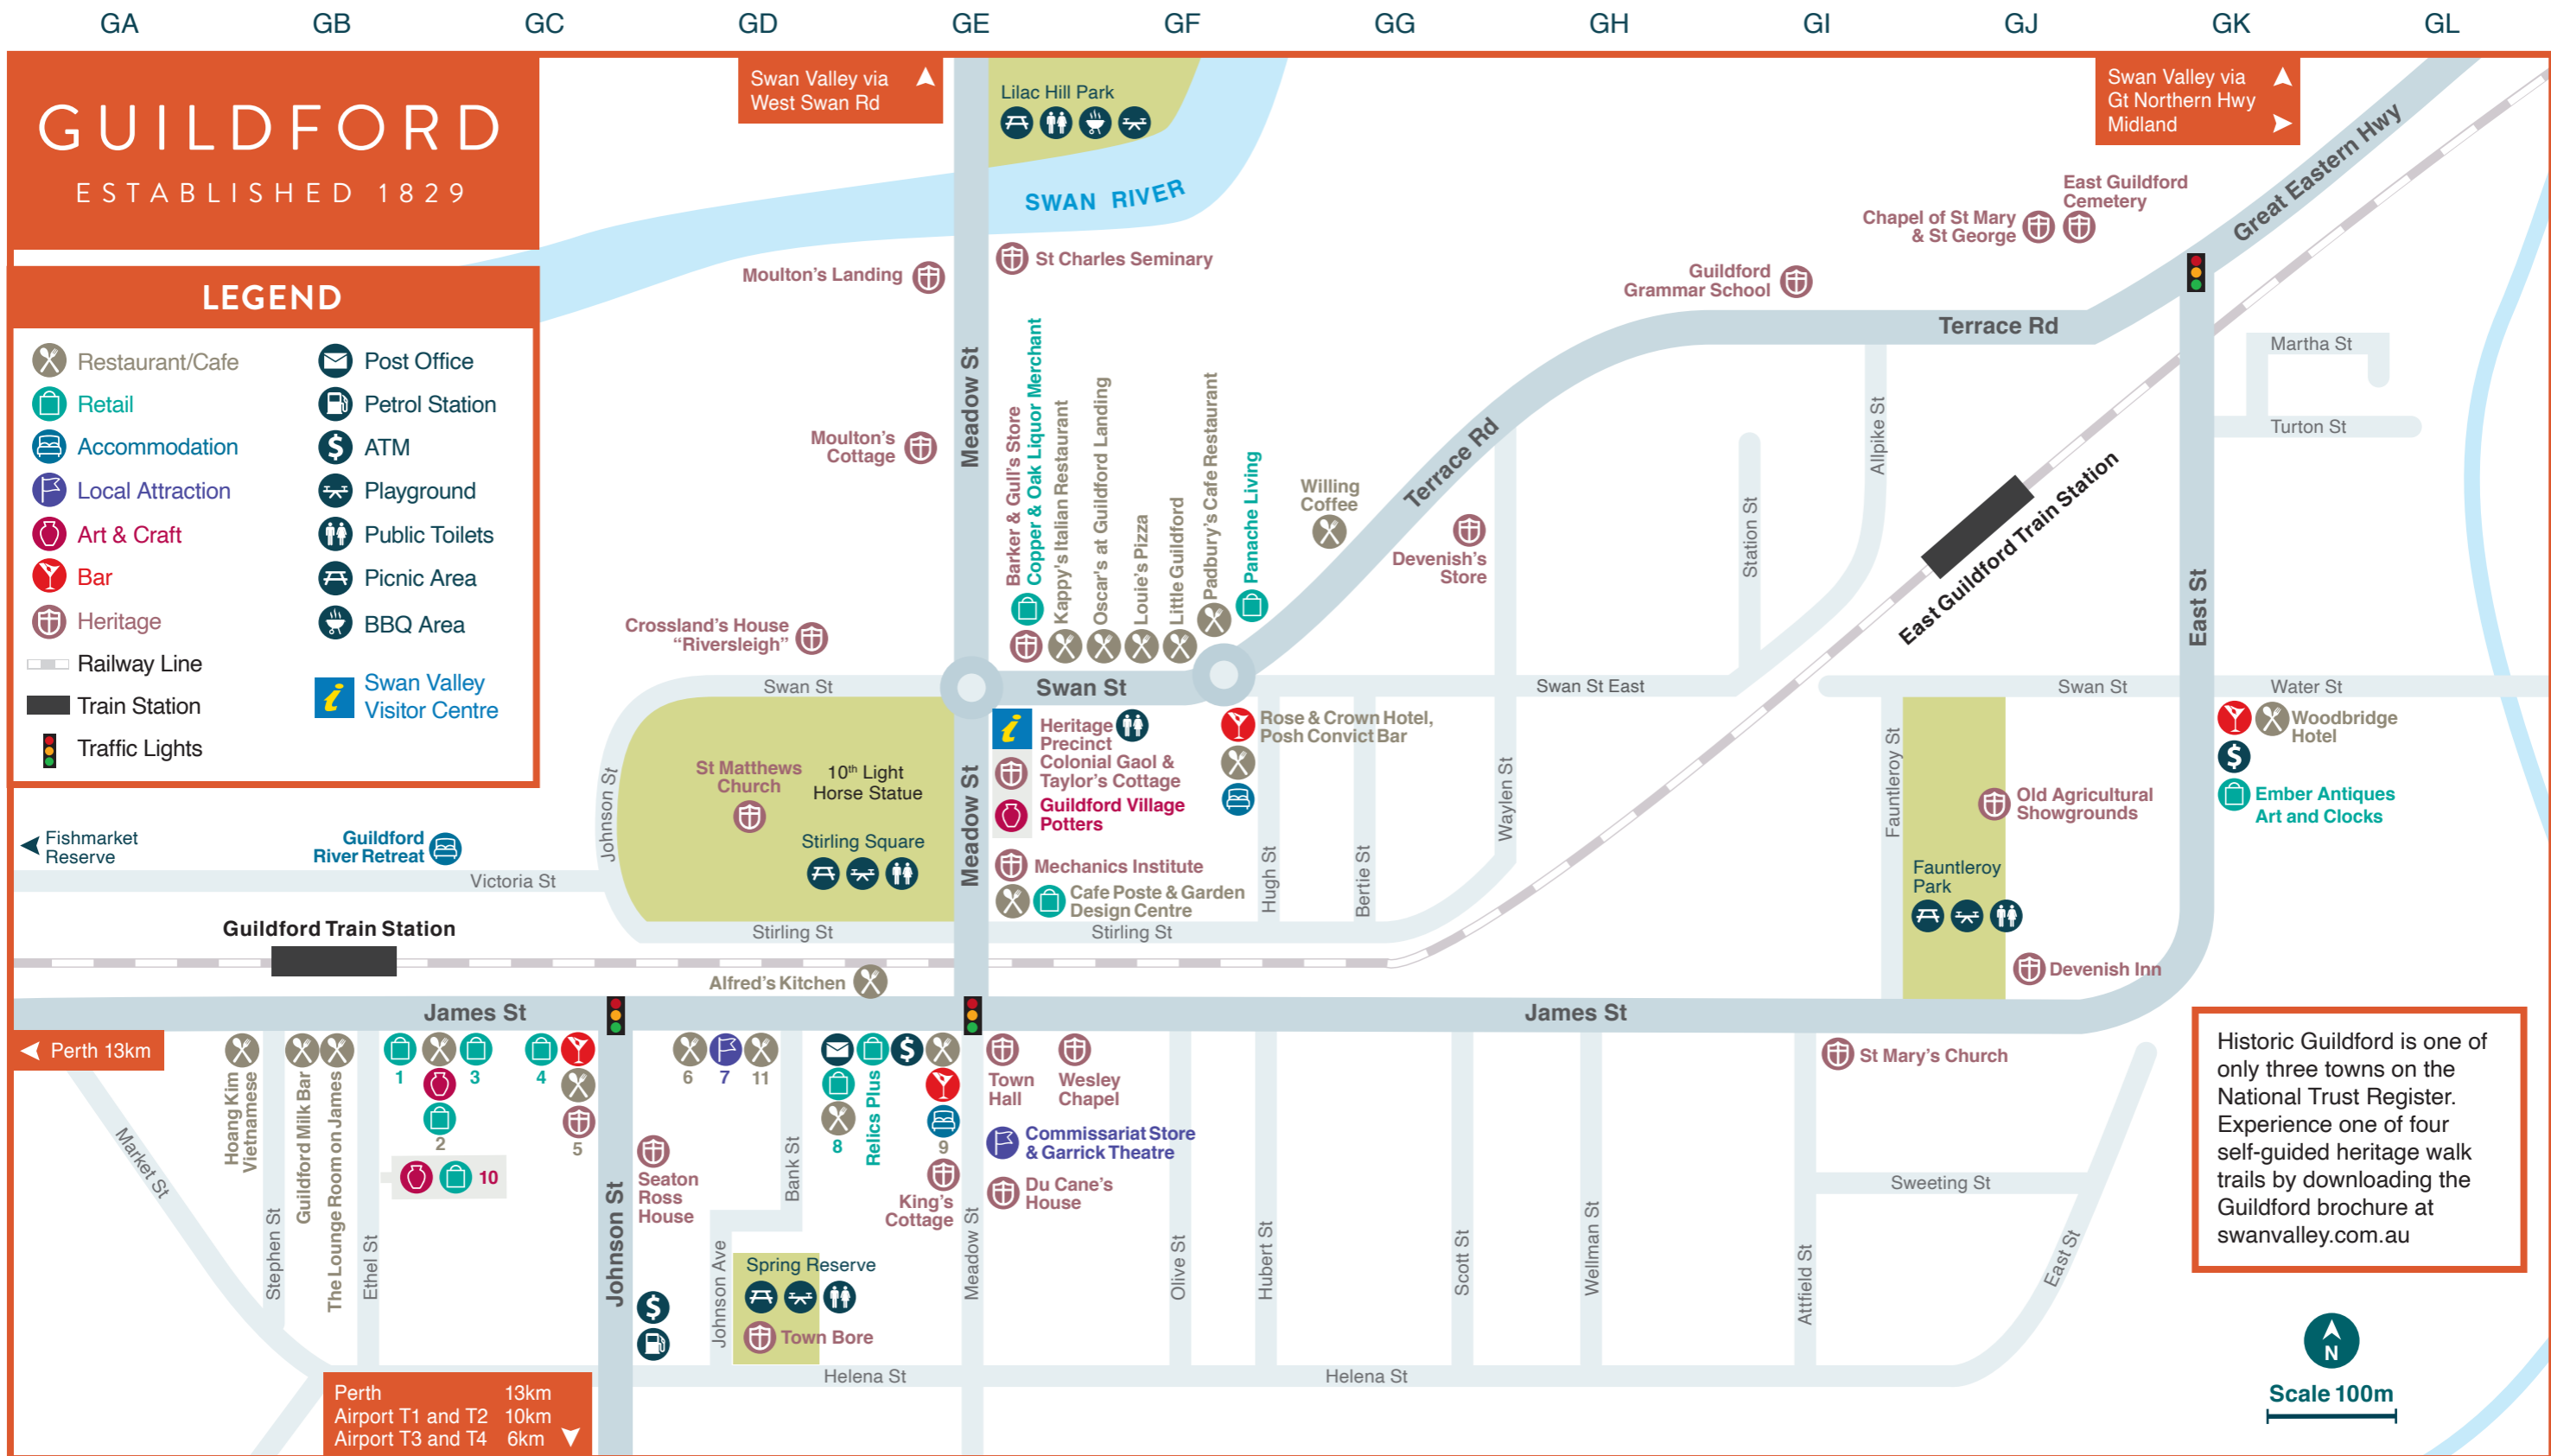 GA GB GC GD GE GF GG GH GI GJ GK GL
GUILDFORD
ESTABLISHED 1829
LEGEND
Restaurant/Cafe
Retail
Accommodation
Local Attraction
Art & Craft
Bar
Heritage
Railway Line
Train Station
Traffic Lights
Post Office
Petrol Station
ATM
Playground
Public Toilets
Picnic Area
BBQ Area
Swan Valley
Visitor Centre
Swan Valley via
West Swan Rd
Lilac Hill Park
SWAN RIVER
Swan Valley via
Gt Northern Hwy
Midland
Great Eastern Hwy
East Guildford
Cemetery
Chapel of St Mary
& St George
Guildford
Grammar School
Terrace Rd
Moulton's Landing
St Charles Seminary
Meadow St
Moulton's
Cottage
Barker & Gull's Store
Copper & Oak Liquor Merchant
Kappy's Italian Restaurant
Oscar's at Guildford Landing
Louie's Pizza
Little Guildford
Padbury's Cafe Restaurant
Panache Living
Willing
Coffee
Terrace Rd
Devenish's
Store
Station St
Allpike St
East Guildford Train Station
Martha St
Turton St
East St
Crossland's House
“Riversleigh”
Swan St
Swan St
Swan St East
Swan St
Water St
Johnson St
St Matthews
Church
10th Light
Horse Statue
Stirling Square
Meadow St
i
Heritage
Precinct
Colonial Gaol &
Taylor's Cottage
Guildford Village
Potters
Mechanics Institute
Cafe Poste & Garden
Design Centre
Rose & Crown Hotel,
Posh Convict Bar
Hugh St
Bertie St
Waylen St
Fauntleroy St
Old Agricultural
Showgrounds
Fauntleroy
Park
Devenish Inn
Woodbridge
Hotel
$
Ember Antiques
Art and Clocks
Fishmarket
Reserve
Guildford
River Retreat
Victoria St
Guildford Train Station
Stirling St
Stirling St
Alfred's Kitchen
James St
James St
Perth 13km
Market St
Hoang Kim
Vietnamese
Stephen St
Guildford Milk Bar
The Lounge Room on James
Ethel St
1
2
3
4
5
10
Johnson St
6
7
11
8
Relics Plus
$
9
Seaton
Ross
House
Bank St
King's
Cottage
Johnson Ave
Spring Reserve
Town Bore
$
Meadow St
Town
Hall
Wesley
Chapel
Commissariat Store
& Garrick Theatre
Du Cane's
House
Olive St
Hubert St
Scott St
Wellman St
Attfield St
St Mary's Church
Sweeting St
East St
Helena St
Helena St
Perth 13km
Airport T1 and T2 10km
Airport T3 and T4 6km
Historic Guildford is one of
only three towns on the
National Trust Register.
Experience one of four
self-guided heritage walk
trails by downloading the
Guildford brochure at
swanvalley.com.au
N
Scale 100m